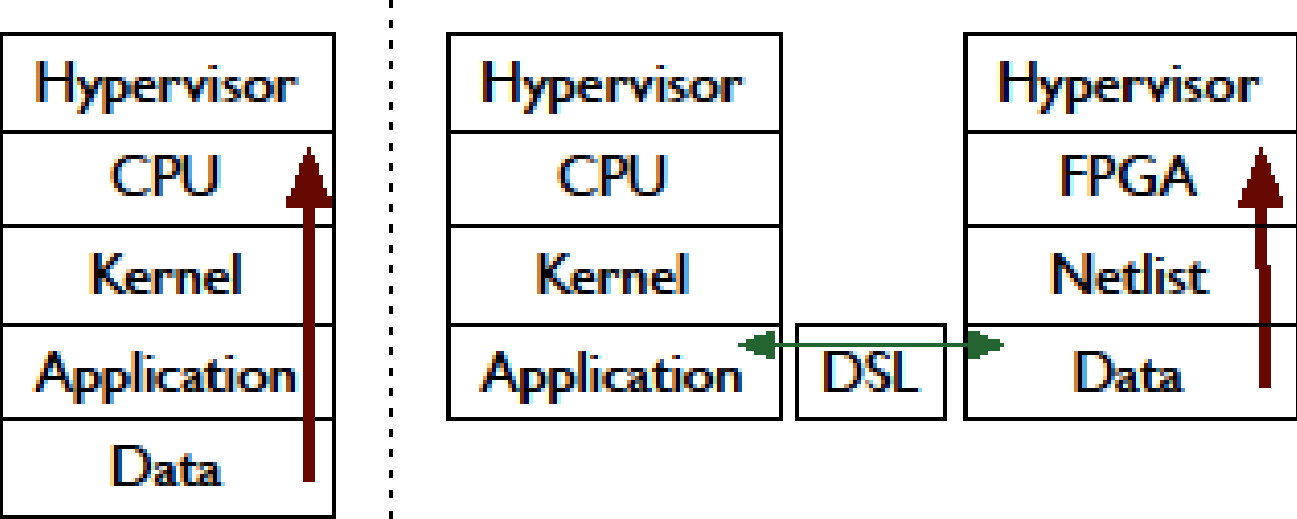 Hypervisor
CPU
Kernel
Application
Data
Hypervisor
CPU
Kernel
Application
DSL
Hypervisor
FPGA
Netlist
Data